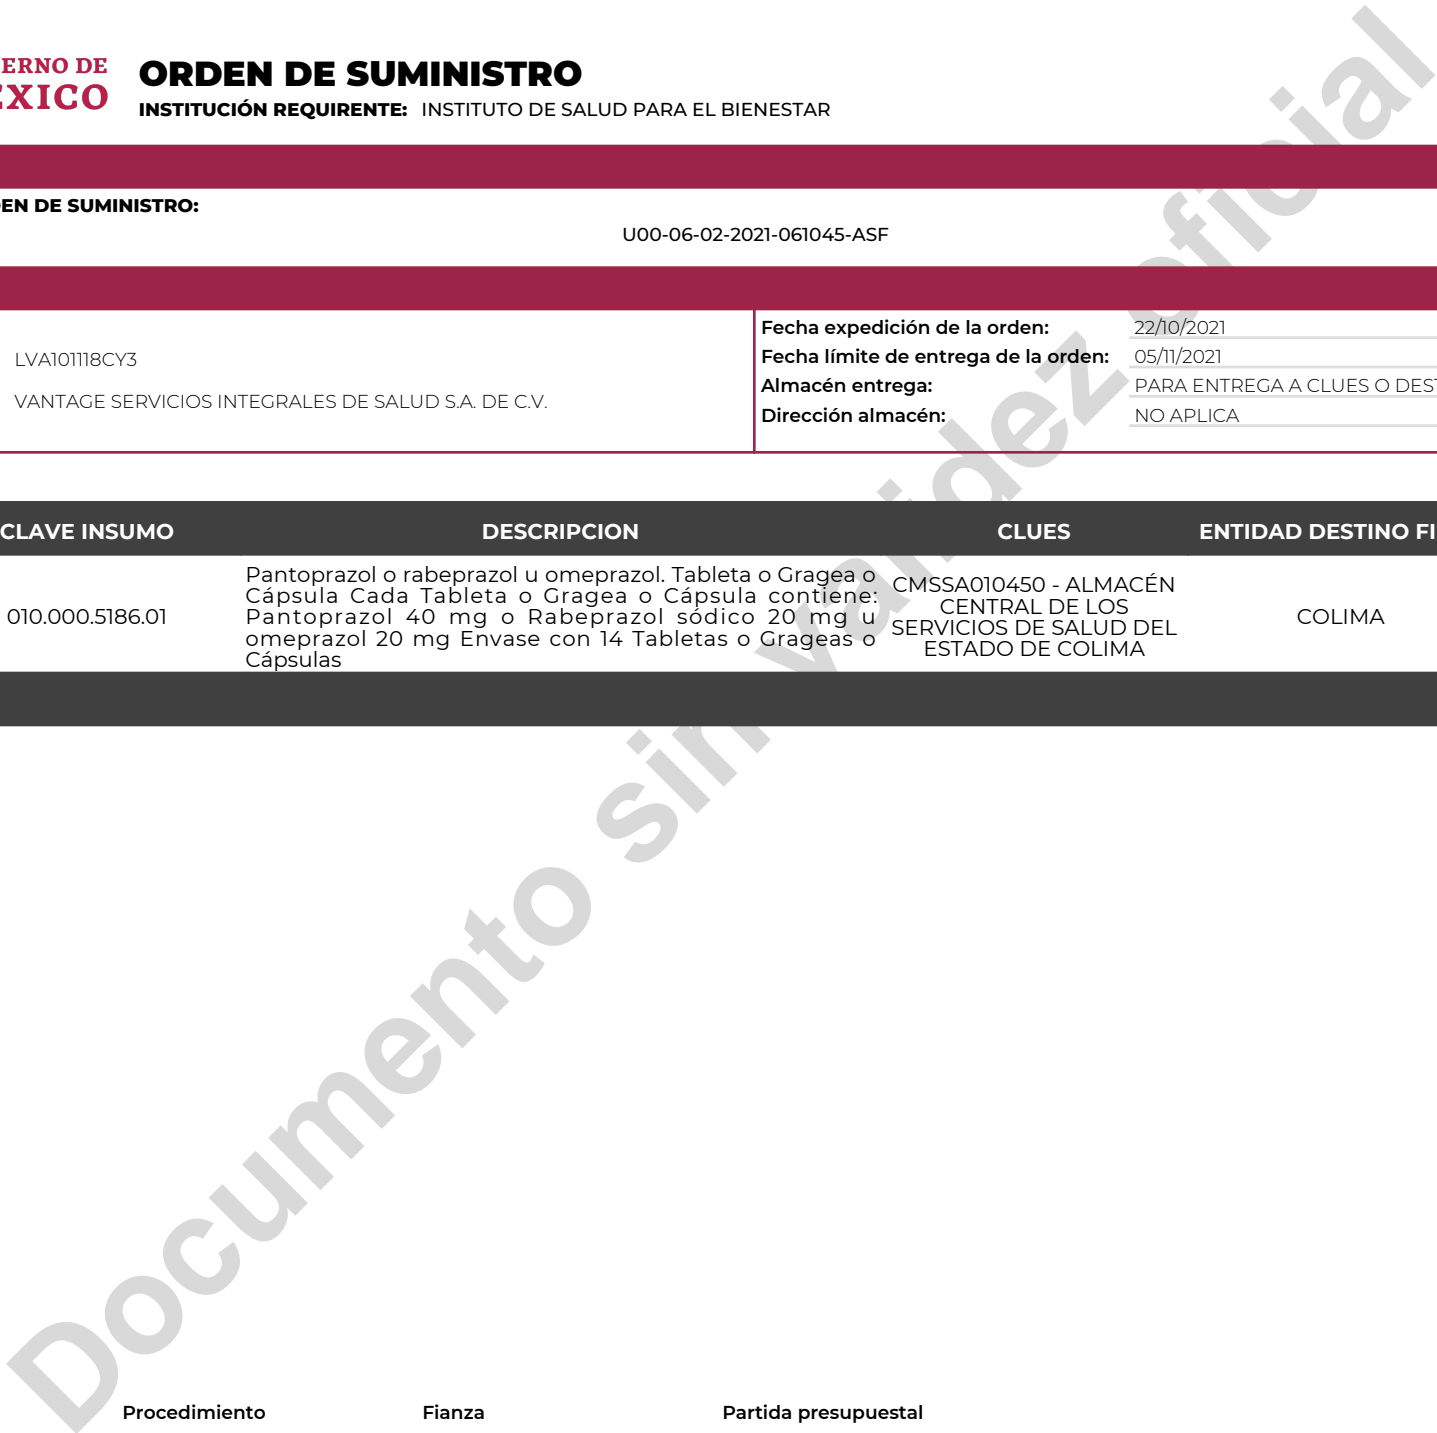 ERNO DE
EXICO
ORDEN DE SUMINISTRO
INSTITUCIÓN REQUIRENTE: INSTITUTO DE SALUD PARA EL BIENESTAR
EN DE SUMINISTRO:
U00-06-02-2021-061045-ASF
LVA101118CY3
VANTAGE SERVICIOS INTEGRALES DE SALUD S.A. DE C.V.
Fecha expedición de la orden: 22/10/2021
Fecha límite de entrega de la orden: 05/11/2021
Almacén entrega: PARA ENTREGA A CLUES O DEST
Dirección almacén: NO APLICA
CLAVE INSUMO DESCRIPCION CLUES ENTIDAD DESTINO FI
010.000.5186.01
Pantoprazol o rabeprazol u omeprazol. Tableta o Gragea o
Cápsula Cada Tableta o Gragea o Cápsula contiene:
Pantoprazol 40 mg o Rabeprazol sódico 20 mg u
omeprazol 20 mg Envase con 14 Tabletas o Grageas o
Cápsulas
CMSSA010450 - ALMACÉN
CENTRAL DE LOS
SERVICIOS DE SALUD DEL
ESTADO DE COLIMA
COLIMA
Documento sin validez oficial
Procedimiento Fianza Partida presupuestal